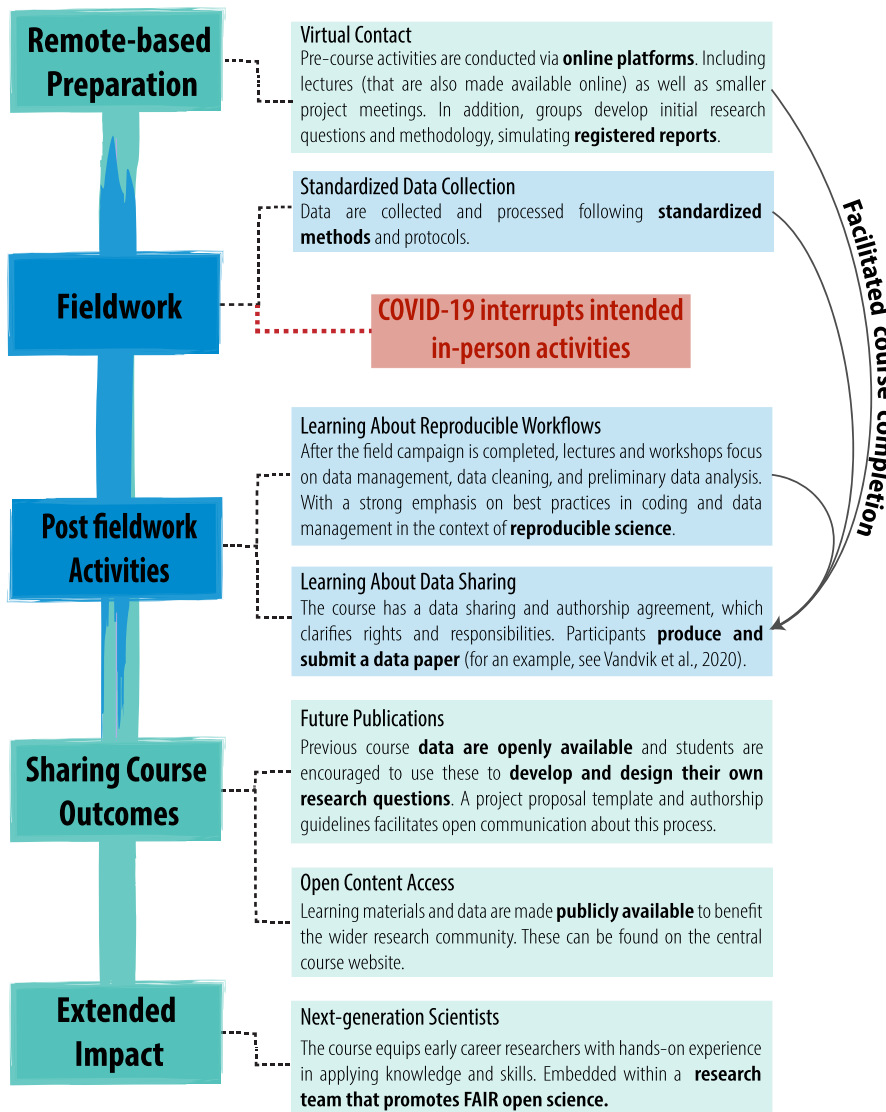 Remote-based
Preparation
Virtual Contact
Pre-course activities are conducted via online platforms. Including
lectures (that are also made available online) as well as smaller
project meetings. In addition, groups develop initial research
questions and methodology, simulating registered reports.
Standardized Data Collection
Data are collected and processed following standardized
methods and protocols.
Fieldwork
COVID-19 interrupts intended
in-person activities
Facilitated course completion
Learning About Reproducible Workflows
After the field campaign is completed, lectures and workshops focus
on data management, data cleaning, and preliminary data analysis.
With a strong emphasis on best practices in coding and data
management in the context of reproducible science.
Post fieldwork
Activities
Learning About Data Sharing
The course has a data sharing and authorship agreement, which
clarifies rights and responsibilities. Participants produce and
submit a data paper (for an example, see Vandvik et al., 2020).
Sharing Course
Outcomes
Future Publications
Previous course data are openly available and students are
encouraged to use these to develop and design their own
research questions. A project proposal template and authorship
guidelines facilitates open communication about this process.
Open Content Access
Learning materials and data are made publicly available to benefit
the wider research community. These can be found on the central
course website.
Extended
Impact
Next-generation Scientists
The course equips early career researchers with hands-on experience
in applying knowledge and skills. Embedded within a research
team that promotes FAIR open science.